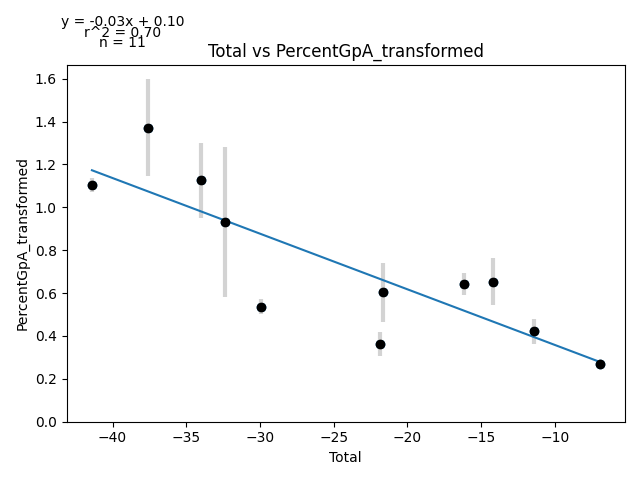 y = -0.03x + 0.10
r^2 = 0.70
n = 11
Total vs PercentGpA_transformed
PercentGpA_transformed
1.6
1.4
1.2
1.0
0.8
0.6
0.4
0.2
0.0
−40
−35
−30
−25
−20
−15
−10
Total